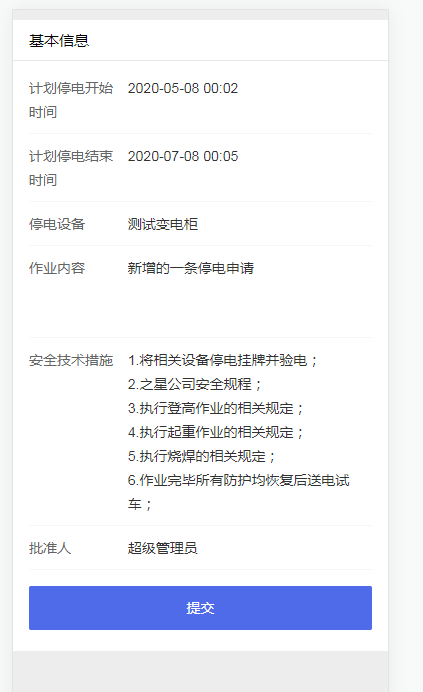 基本信息
计划停电开始 2020-05-08 00:02
时间
计划停电结束 2020-07-08 00:05
时间
停电设备 测试变电柜
作业内容 新增的一条停电申请
安全技术措施 1.将相关设备停电挂牌并验电；
2.之星公司安全规程；
3.执行登高作业的相关规定；
4.执行起重作业的相关规定；
5.执行烧焊的相关规定；
6.作业完毕所有防护均恢复后送电试
车；
批准人 超级管理员
提交